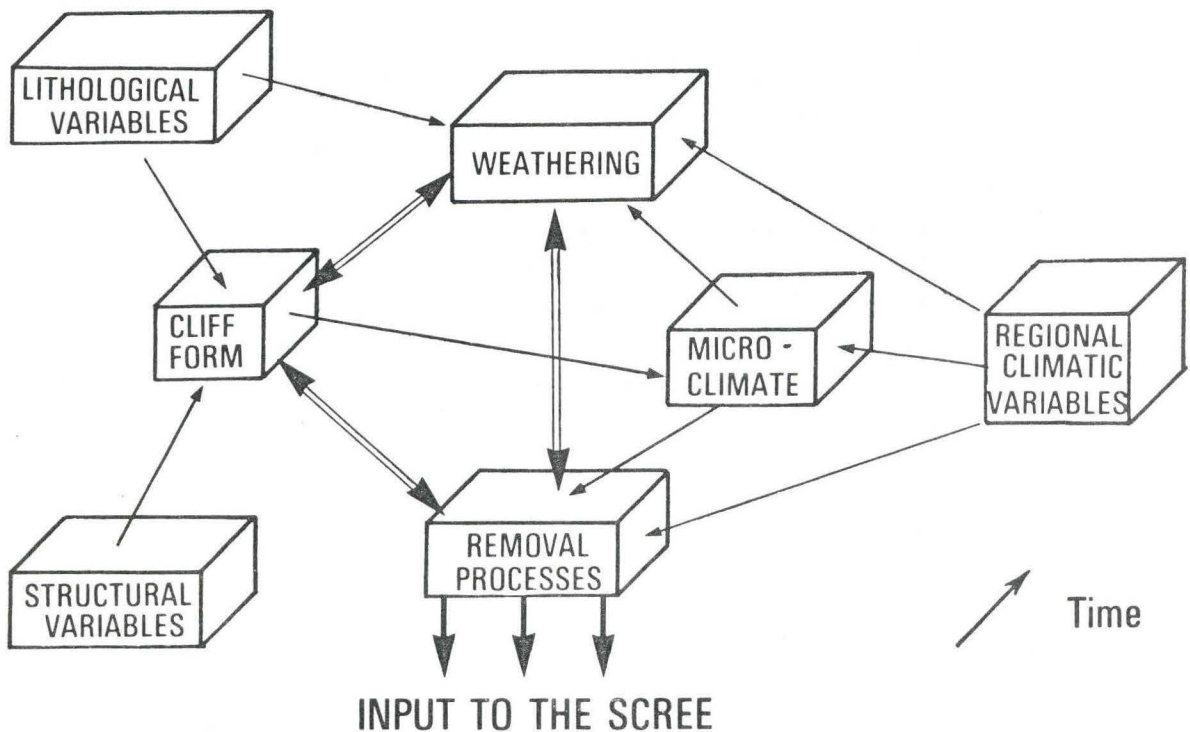 LITHOLOGICAL
VARIABLES
WEATHERING
CLIFF
FORM
MICRO -
CLIMATE
REGIONAL
CLIMATIC
VARIABLES
STRUCTURAL
VARIABLES
REMOVAL
PROCESSES
Time
INPUT TO THE SCREE